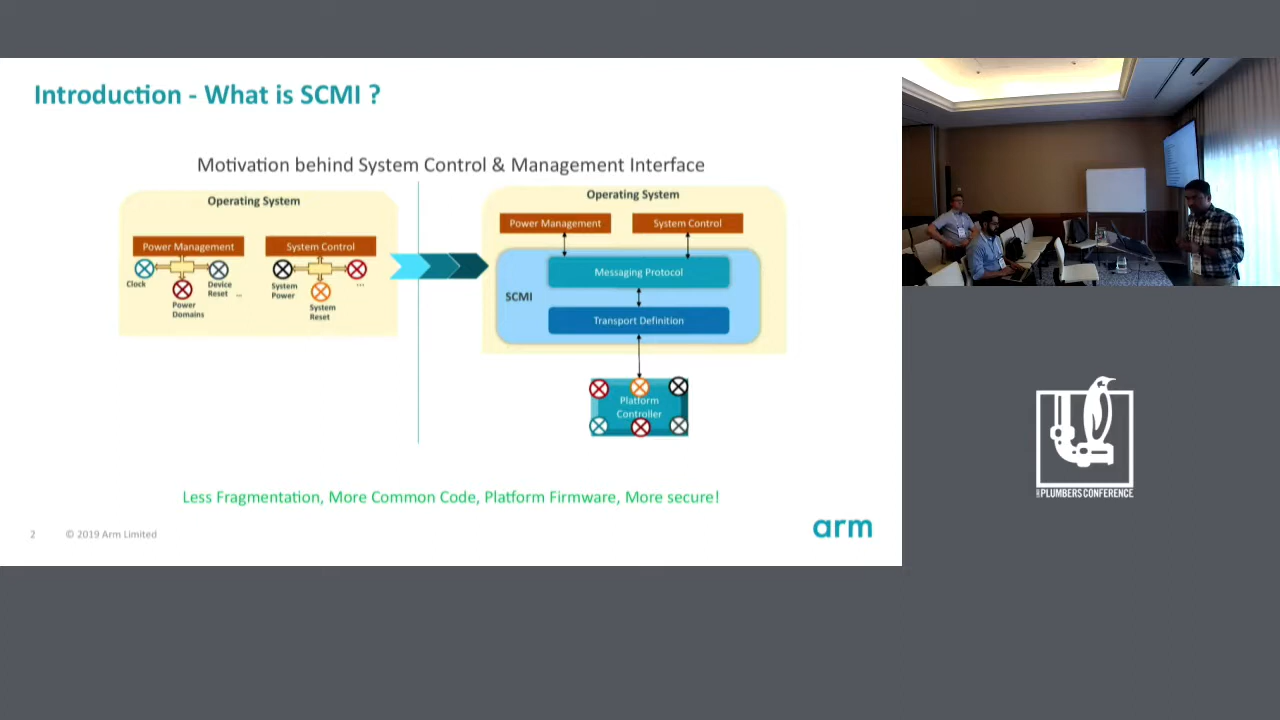 Introduction - What is SCMI ?
Motivation behind System Control & Management Interface
Operating System
Power Management
System Control
Clock
Device
Reset
...
Power
Domains
System
Power
...
System
Reset
Operating System
Power Management
System Control
SCMI
Messaging Protocol
Transport Definition
Platform
Controller
Less Fragmentation, More Common Code, Platform Firmware, More secure!
2
© 2019 Arm Limited
arm
PLUMBERS CONFERENCE